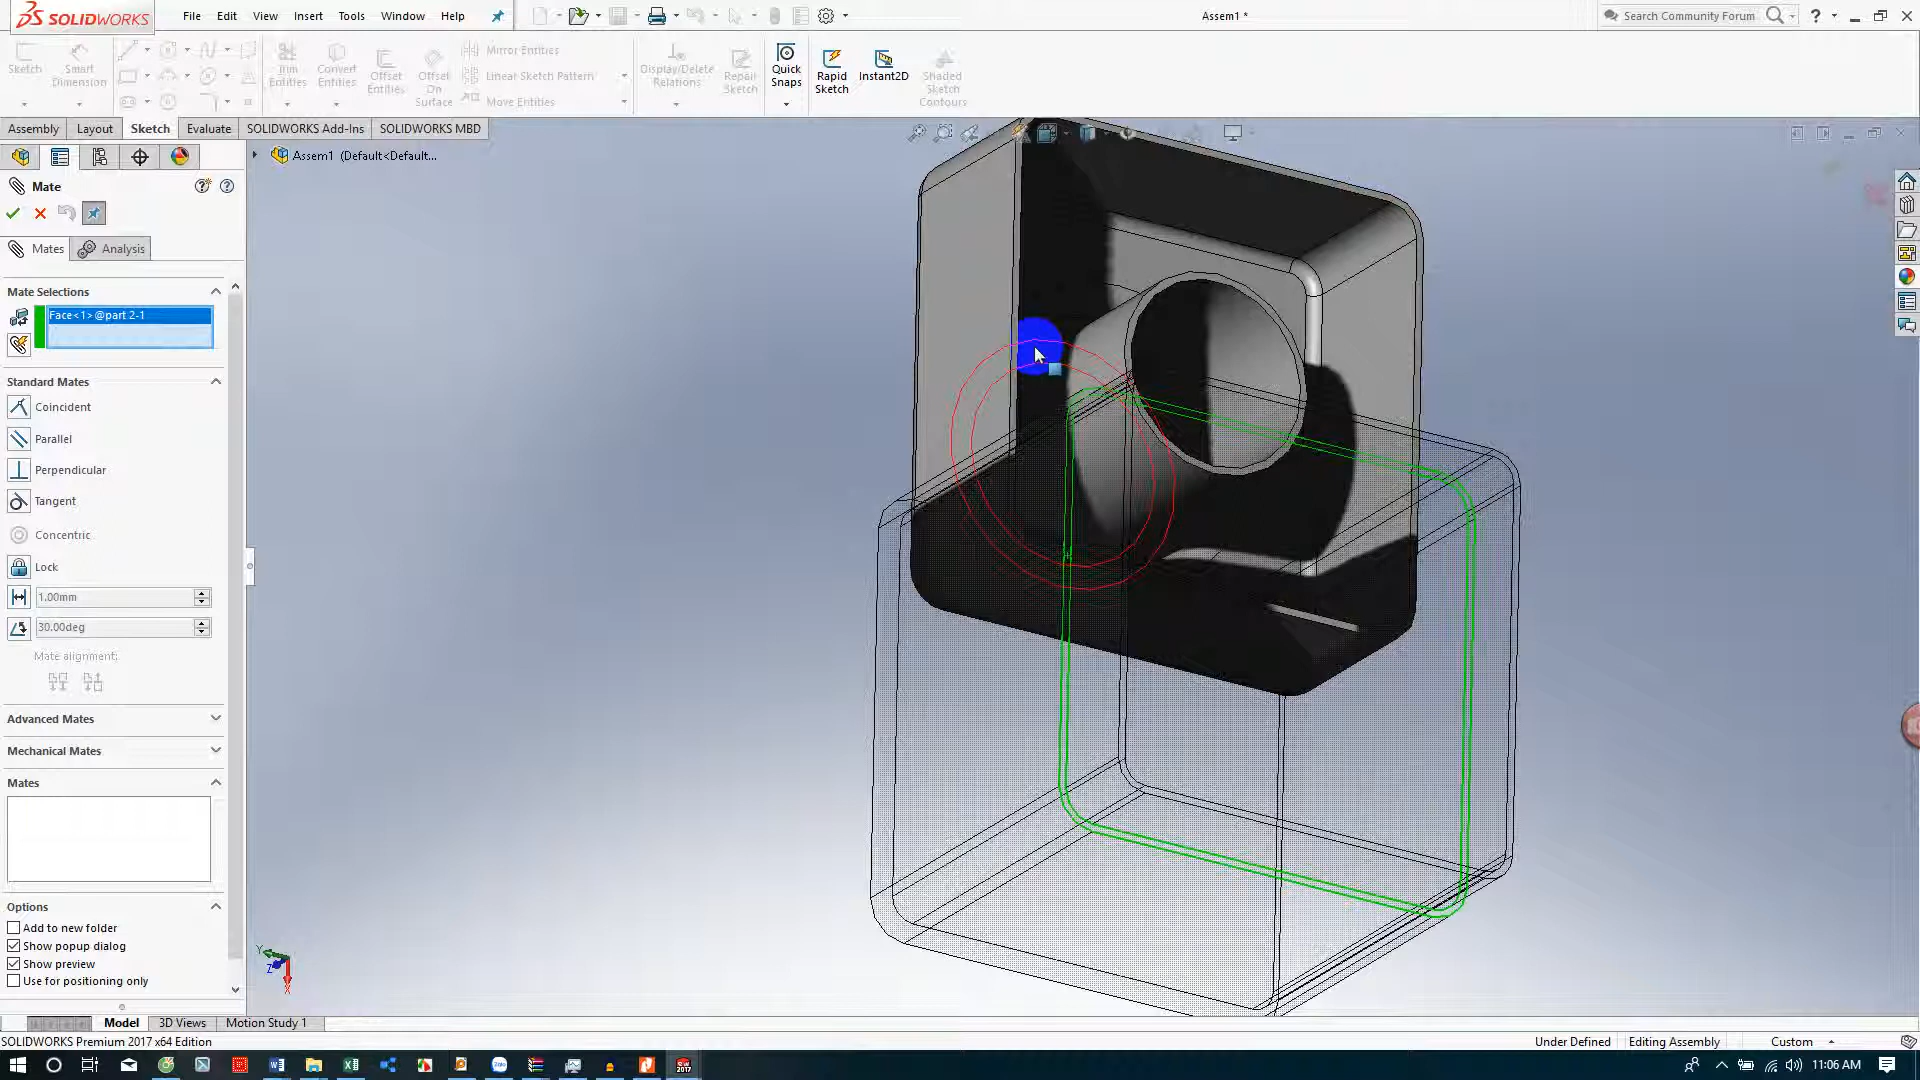 SOLIDWORKS
File Edit View Insert Tools Window Help
Assem1 *
Search Community Forum
Sketch
Smart Dimension
Trim Entities
Convert Entities
Offset Entities
Offset On Surface
Mirror Entities
Linear Sketch Pattern
Move Entities
Display/Delete Relations
Repair Sketch
Quick Snaps
Rapid Sketch
Instant2D
Shaded Sketch Contours
Assembly Layout Sketch Evaluate SOLIDWORKS Add-Ins SOLIDWORKS MBD
Assem1 (Default<Default...
Mate
Mates Analysis
Mate Selections
Face<1>@part 2-1
Standard Mates
Coincident
Parallel
Perpendicular
Tangent
Concentric
Lock
1.00mm
30.00deg
Mate alignment:
Advanced Mates
Mechanical Mates
Mates
Options
Add to new folder
Show popup dialog
Show preview
Use for positioning only
Y
Z
X
Model 3D Views Motion Study 1
SOLIDWORKS Premium 2017 x64 Edition
Under Defined Editing Assembly Custom
11:06 AM